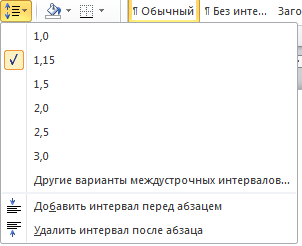 ¶ Обычный ¶ Без инте... Заго
1,0
1,15
1,5
2,0
2,5
3,0
Другие варианты междустрочных интервалов...
Добавить интервал перед абзацем
Удалить интервал после абзаца